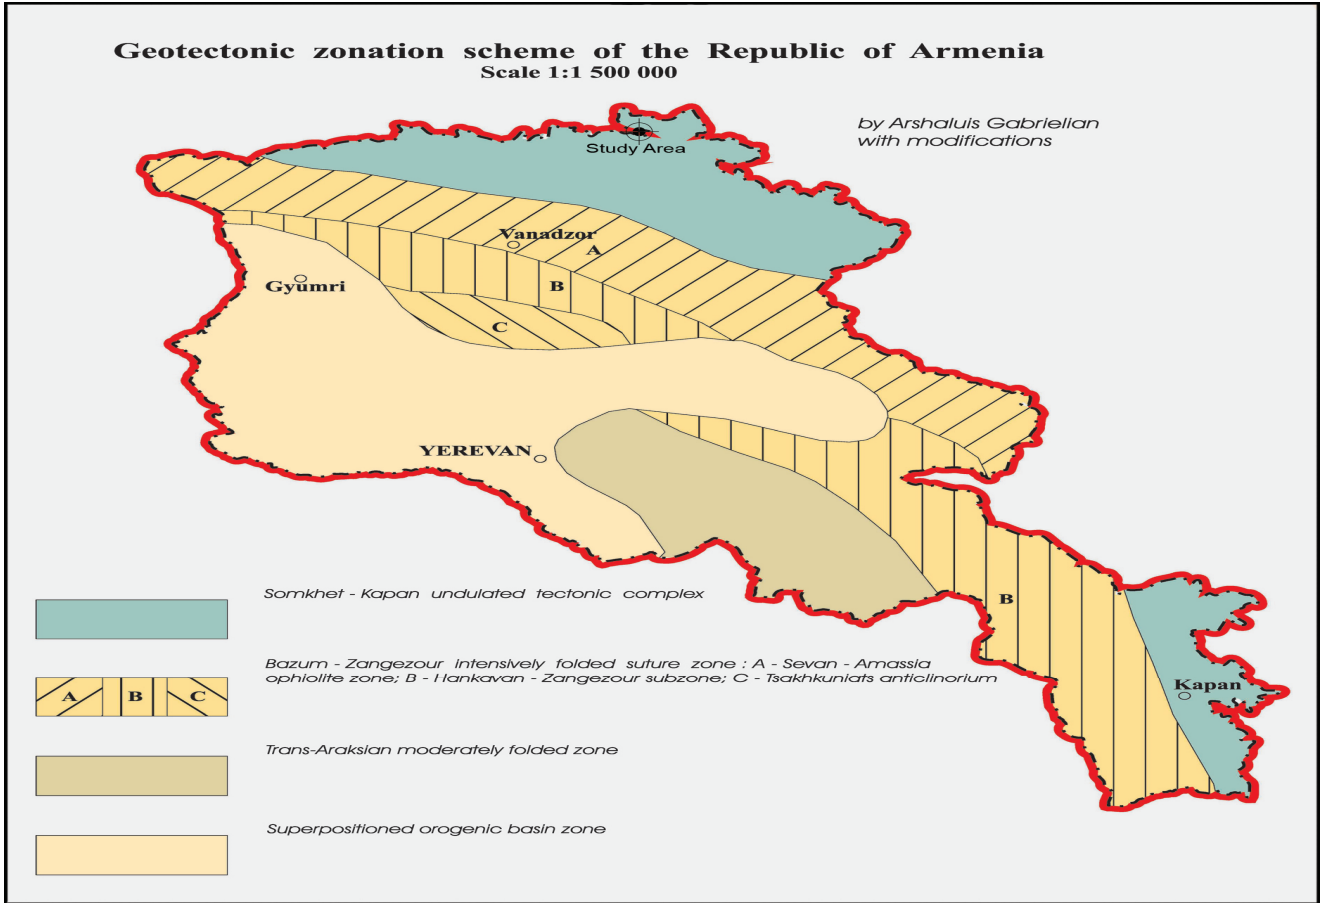 Geotectonic zonation scheme of the Republic of Armenia
Scale 1:1 500 000
by Arshaluis Gabrielian
with modifications
Study Area
Vanadzor
A
Gyumri
B
C
YEREVAN
B
Kapan
Somkhet - Kapan undulated tectonic complex
Bazum - Zangezour intensively folded suture zone : A - Sevan - Amassia
ophiolite zone; B - Hankavan - Zangezour subzone; C - Tsakhkuniats anticlinorium
A B C
Trans-Araksian moderately folded zone
Superpositioned orogenic basin zone